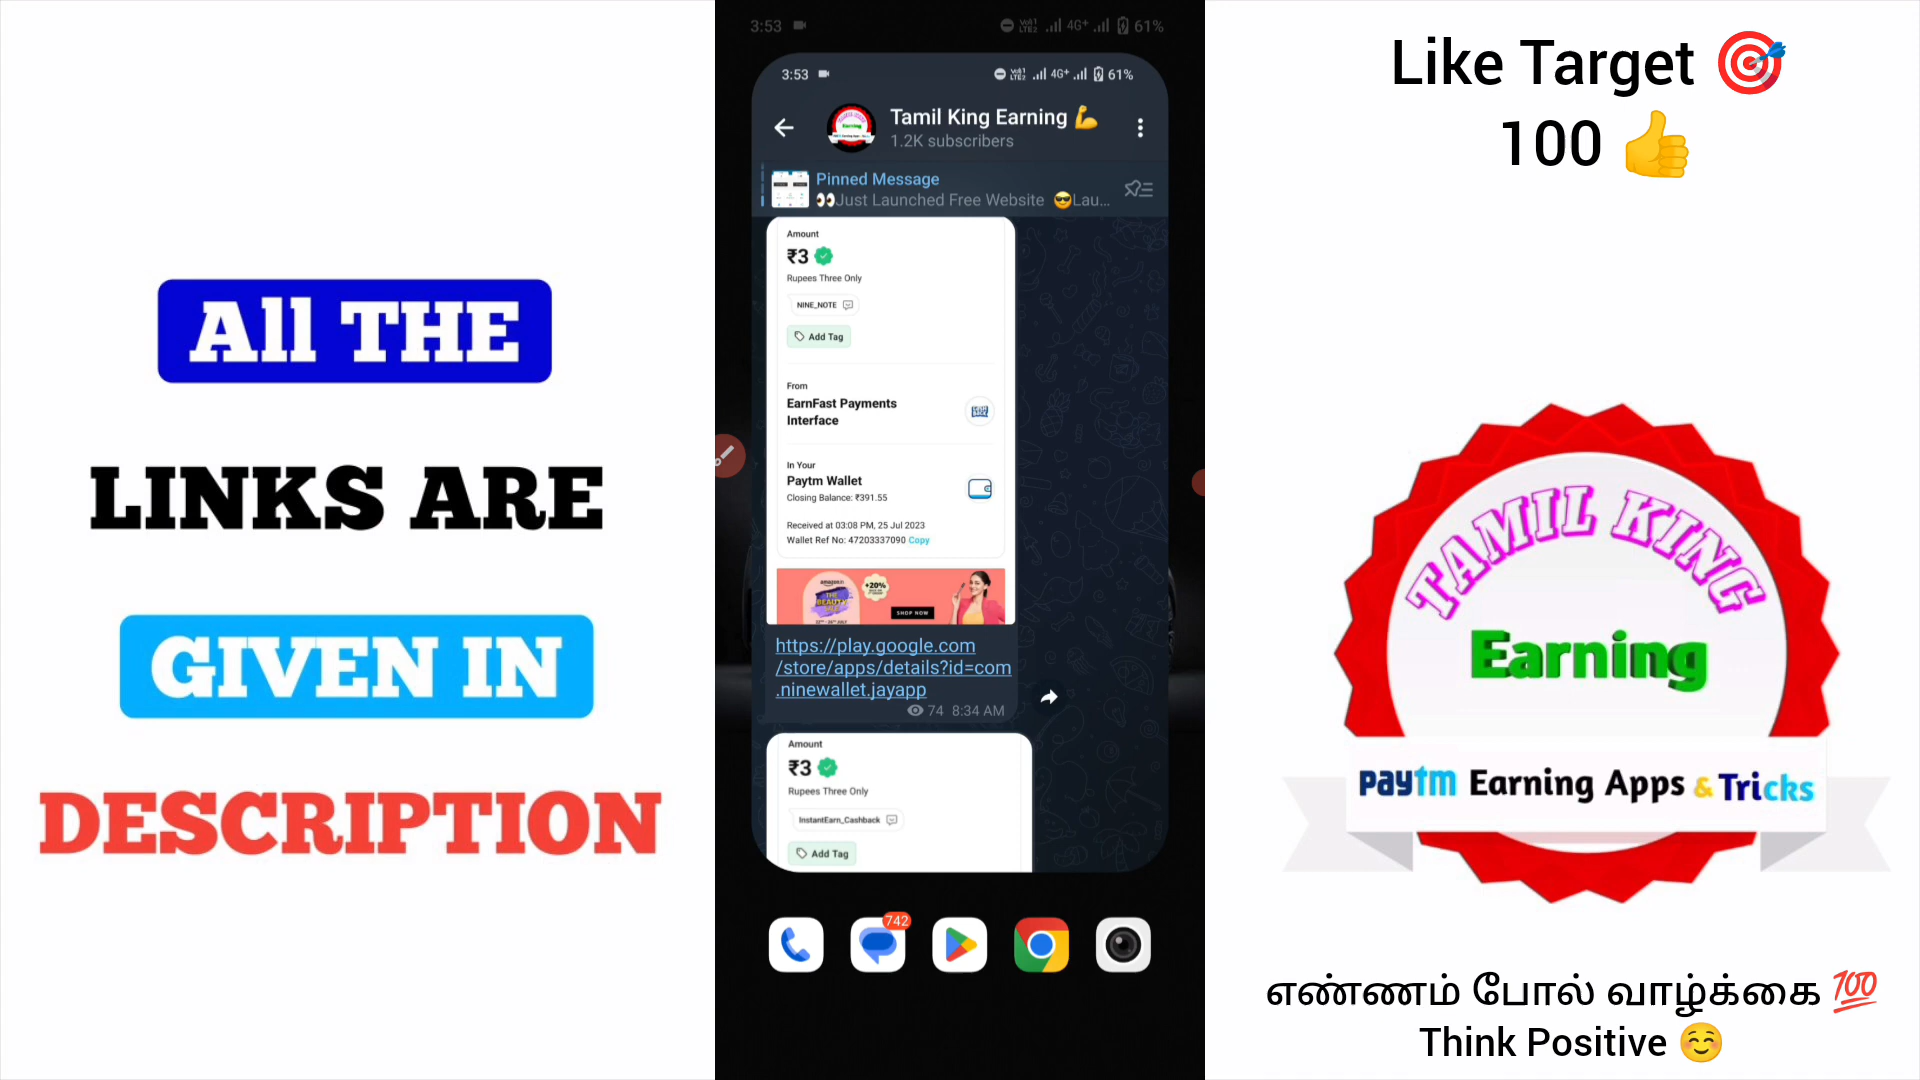 All THE
LINKS ARE
GIVEN IN
DESCRIPTION
3:53
4G+
61%
3:53
4G+
61%
Tamil King Earning 💪
1.2K subscribers
Pinned Message
👀Just Launched Free Website 😎Lau...
Amount
₹3
Rupees Three Only
NINE_NOTE
Add Tag
From
EarnFast Payments
Interface
In Your
Paytm Wallet
Closing Balance: ₹391.55
Received at 03:08 PM, 25 Jul 2023
Wallet Ref No: 47203337090 Copy
+20%
THE
BEAUTY
SHOP NOW
https://play.google.com
/store/apps/details?id=com
.ninewallet.jayapp
74 8:34 AM
Amount
₹3
Rupees Three Only
InstantEarn_Cashback
Add Tag
742
Like Target 🎯
100 👍
TAMIL KING
Earning
paytm Earning Apps & Tricks
எண்ணம் போல் வாழ்க்கை 💯
Think Positive ☺️